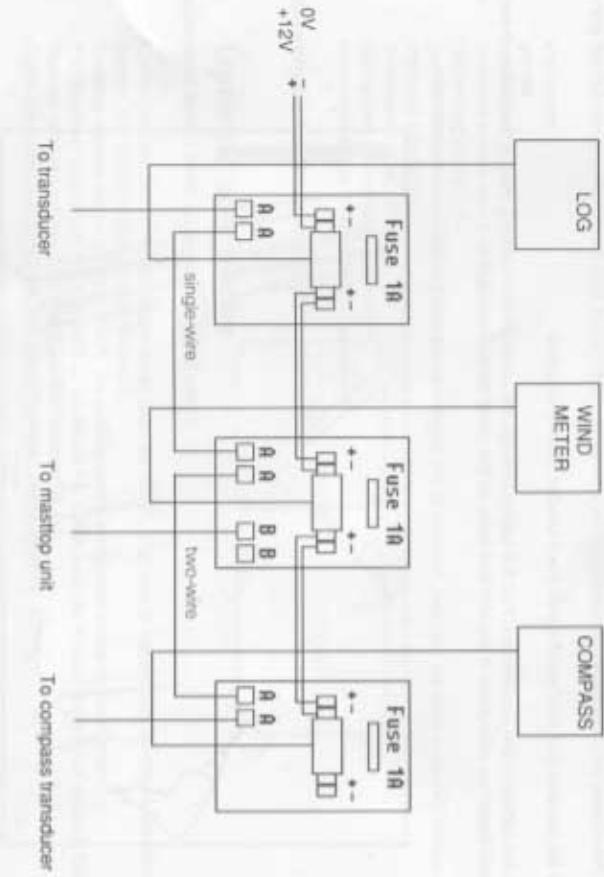 LOG
WIND
METER
COMPASS
Fuse 1A
Fuse 1A
Fuse 1A
+ - + -
+ - + -
+ - + -
0V -
+12V +
A A
A A B B
A A
single-wire
two-wire
To transducer
To masttop unit
To compass transducer